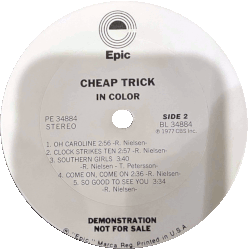 Epic
CHEAP TRICK
IN COLOR
PE 34884
STEREO
SIDE 2
BL 34884
℗ 1977 CBS Inc.
1. OH CAROLINE 2:56 -R. Nielsen-
2. CLOCK STRIKES TEN 2:57 -R. Nielsen-
3. SOUTHERN GIRLS 3:40
-R. Nielsen - T. Petersson-
4. COME ON, COME ON 2:36 -R. Nielsen-
5. SO GOOD TO SEE YOU 3:34
-R. Nielsen-
DEMONSTRATION
NOT FOR SALE
® "Epic," Marca Reg. Printed in U.S.A.